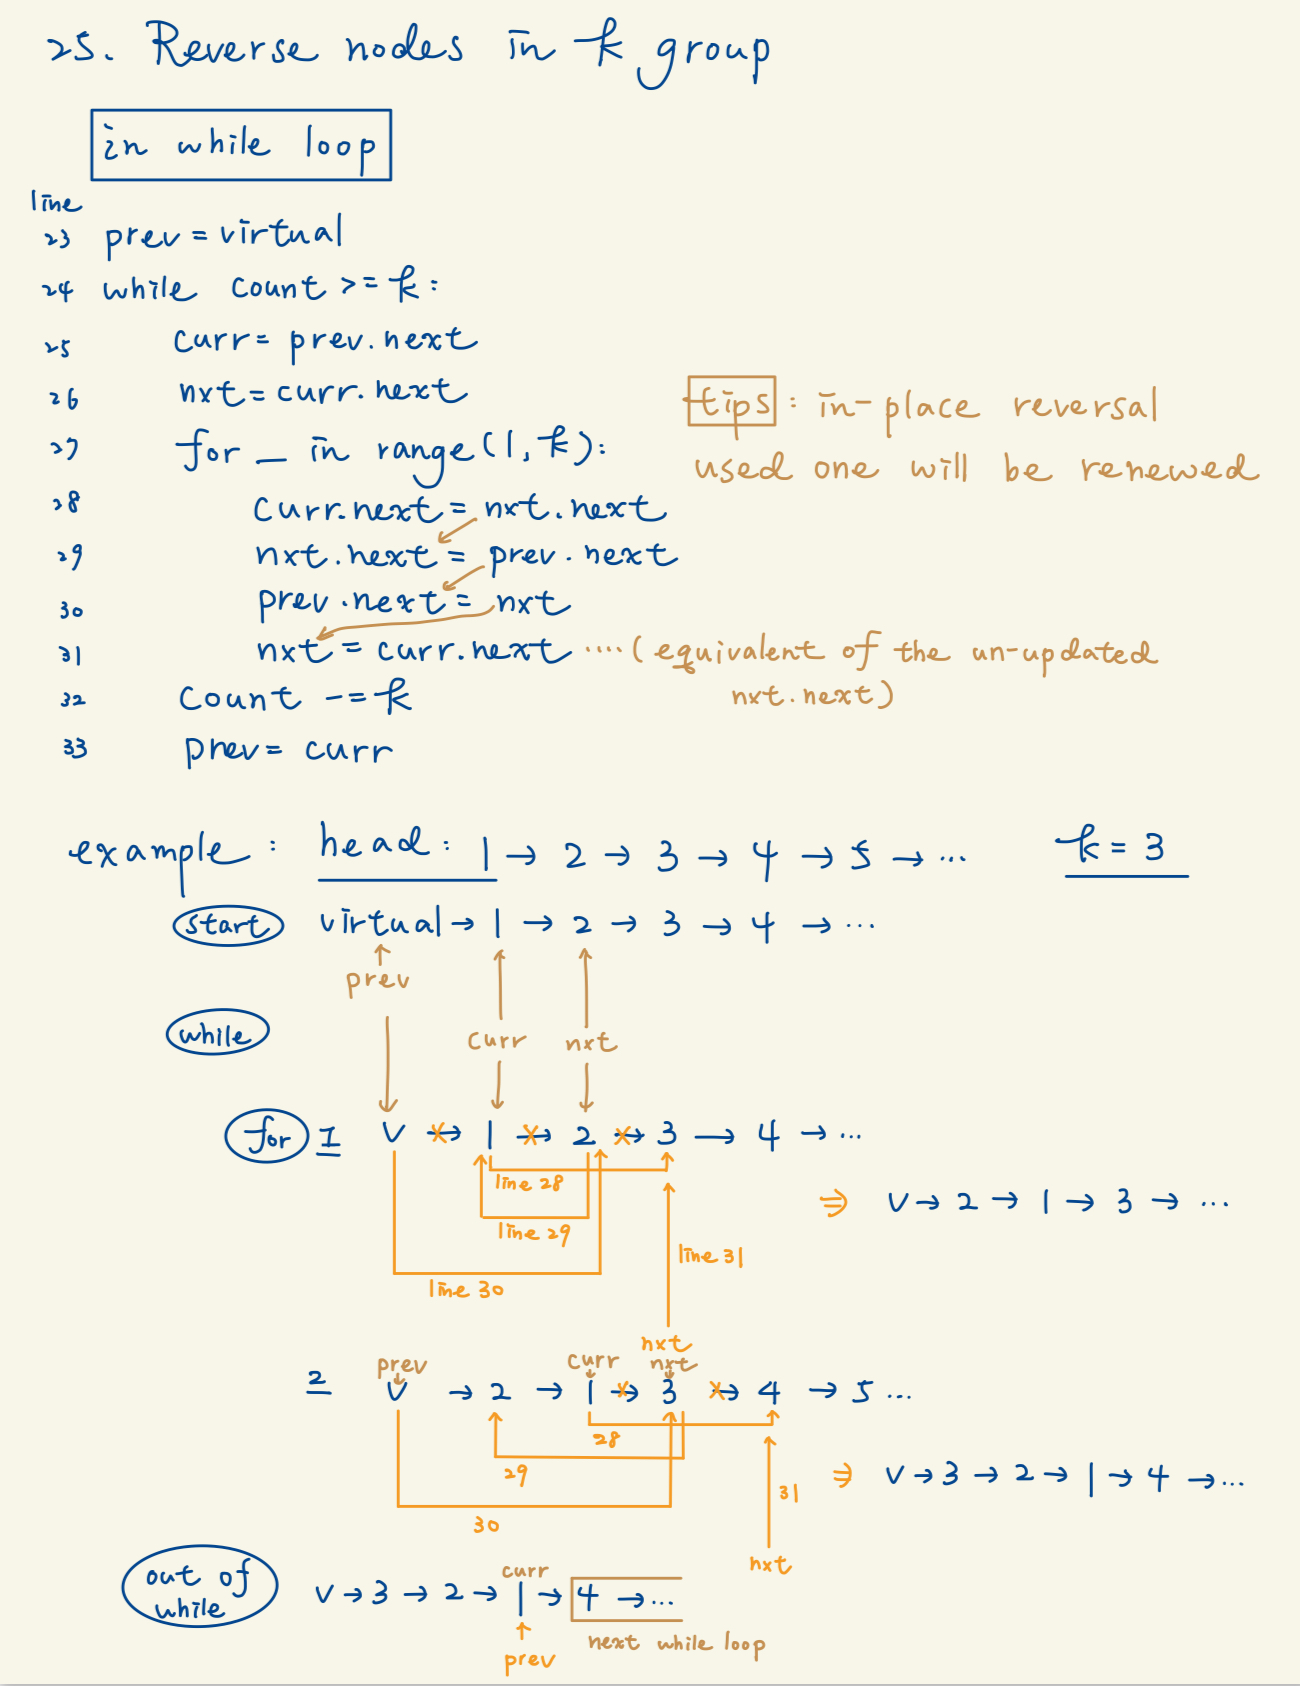 25. Reverse nodes in k group
in while loop
line
23 prev = virtual
24 while count >= k:
25 curr = prev.next
26 nxt = curr.next
tips : in-place reversal
used one will be renewed
27 for _ in range(1, k):
28 curr.next = nxt.next
29 nxt.next = prev.next
30 prev.next = nxt
31 nxt = curr.next ····( equivalent of the un-updated
nxt.next)
32 count -= k
33 prev = curr
example : head: 1 → 2 → 3 → 4 → 5 → ... k = 3
start virtual → 1 → 2 → 3 → 4 → ...
prev
while
curr nxt
for 1 v → 1 → 2 → 3 → 4 → ...
line 28
line 29
line 30
line 31
nxt
⇒ v → 2 → 1 → 3 → ...
prev curr nxt
2 v → 2 → 1 → 3 → 4 → 5 ...
28
29
30
31
nxt
⇒ v → 3 → 2 → 1 → 4 → ...
curr
out of
while
v → 3 → 2 → 1 → 4 → ...
prev
next while loop